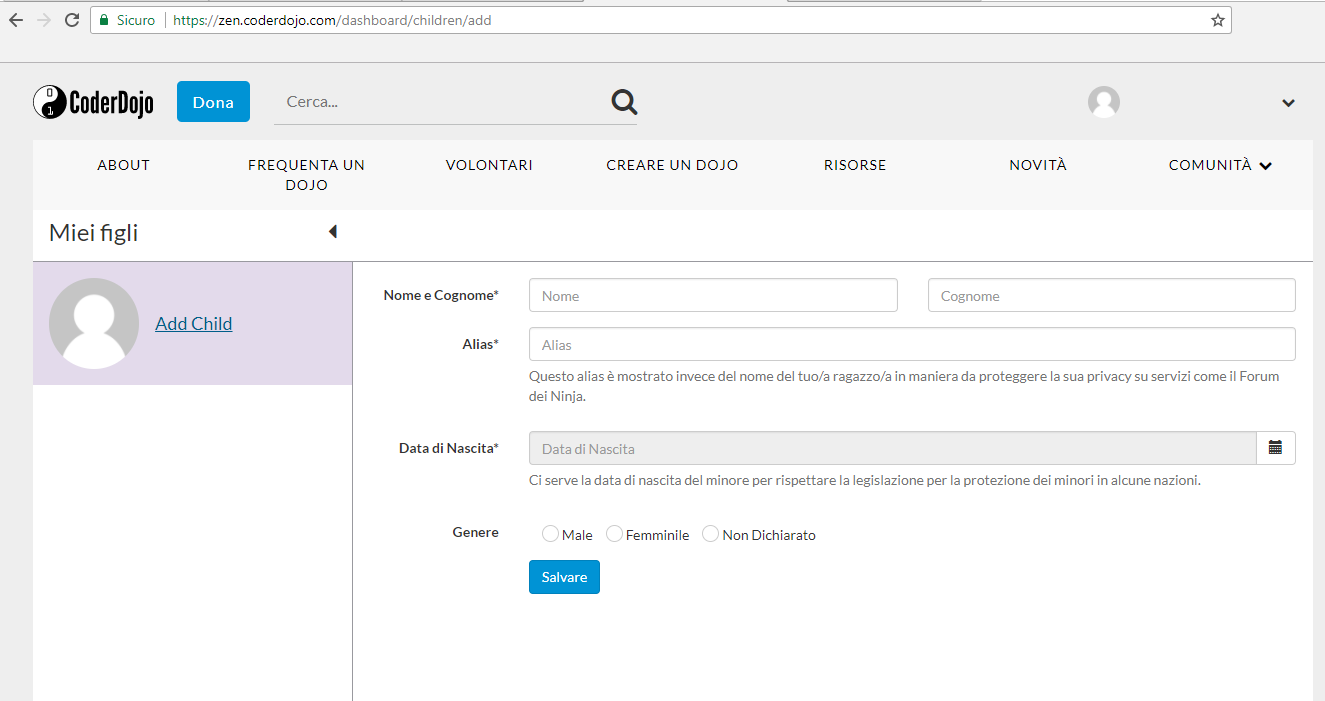 Sicuro https://zen.coderdojo.com/dashboard/children/add
0 1 CoderDojo Dona Cerca...
ABOUT FREQUENTA UN DOJO VOLONTARI CREARE UN DOJO RISORSE NOVITÀ COMUNITÀ
Miei figli
Add Child
Nome e Cognome* Nome Cognome
Alias* Alias
Questo alias è mostrato invece del nome del tuo/a ragazzo/a in maniera da proteggere la sua privacy su servizi come il Forum
dei Ninja.
Data di Nascita* Data di Nascita
Ci serve la data di nascita del minore per rispettare la legislazione per la protezione dei minori in alcune nazioni.
Genere Male Femminile Non Dichiarato
Salvare